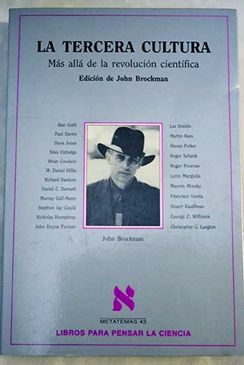 LA TERCERA CULTURA
Más allá de la revolución científica
Edición de John Brockman
Alan Guth
Paul Davies
Steve Jones
Niles Eldredge
Brian Goodwin
W. Daniel Hillis
Richard Dawkins
Daniel C. Dennett
Murray Gell-Mann
Stephen Jay Gould
Nicholas Humphrey
John Doyne Farmer
Lee Smolin
Martin Rees
Steven Pinker
Roger Schank
Roger Penrose
Lynn Margulis
Marvin Minsky
Francisco Varela
Stuart Kauffman
George C. Williams
Christopher G. Langton
John Brockman
METATEMAS 43
LIBROS PARA PENSAR LA CIENCIA